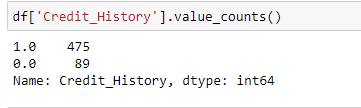 df['Credit_History'].value_counts()
1.0    475
0.0     89
Name: Credit_History, dtype: int64